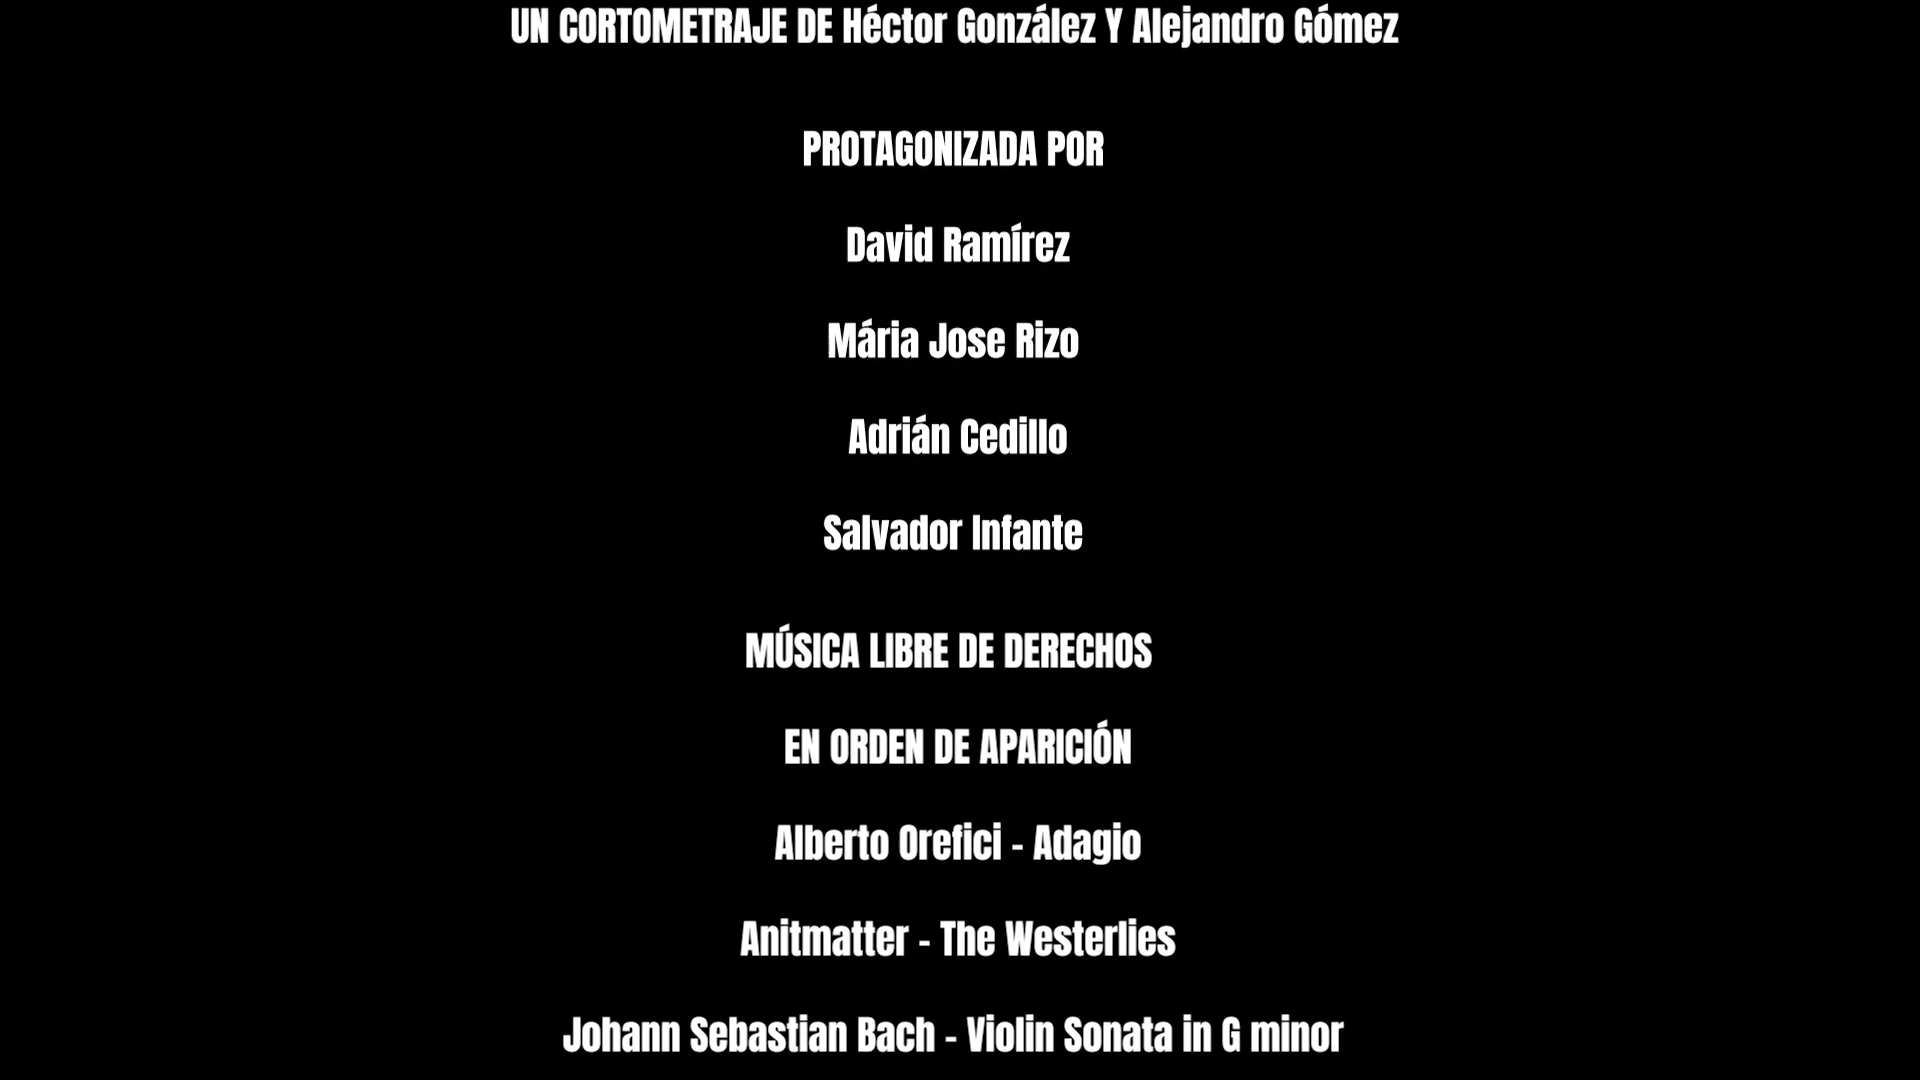 UN CORTOMETRAJE DE Héctor González Y Alejandro Gómez
PROTAGONIZADA POR
David Ramírez
Mária Jose Rizo
Adrián Cedillo
Salvador Infante
MÚSICA LIBRE DE DERECHOS
EN ORDEN DE APARICIÓN
Alberto Orefici - Adagio
Anitmatter - The Westerlies
Johann Sebastian Bach - Violin Sonata in G minor